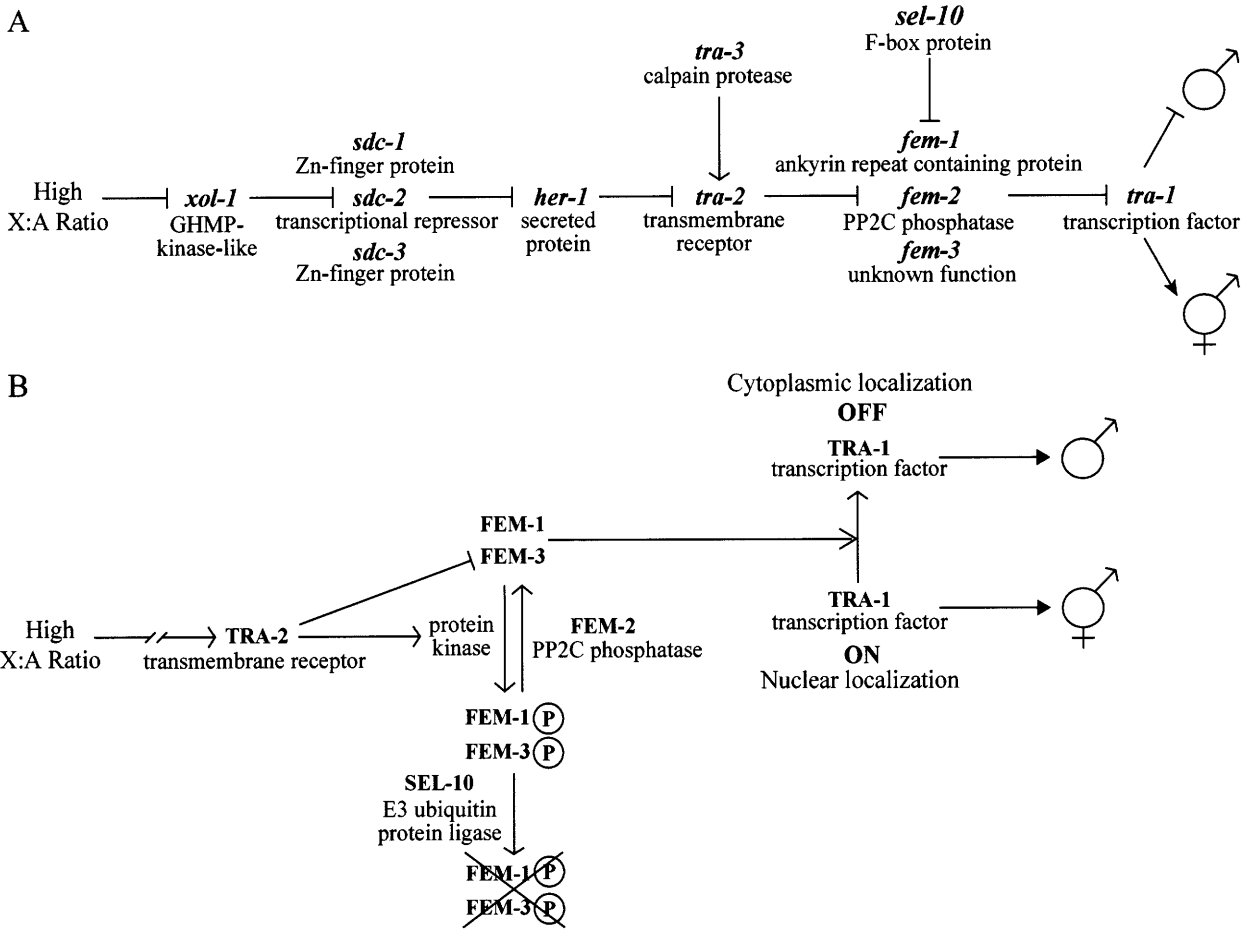 A
sel-10
F-box protein
tra-3
calpain protease
sdc-1
Zn-finger protein
fem-1
ankyrin repeat containing protein
High
X:A Ratio
xol-1
GHMP-
kinase-like
sdc-2
transcriptional repressor
her-1
secreted
protein
tra-2
transmembrane
receptor
fem-2
PP2C phosphatase
tra-1
transcription factor
sdc-3
Zn-finger protein
fem-3
unknown function
B
Cytoplasmic localization
OFF
TRA-1
transcription factor
FEM-1
FEM-3
High
X:A Ratio
TRA-2
transmembrane receptor
protein
kinase
FEM-2
PP2C phosphatase
TRA-1
transcription factor
ON
Nuclear localization
FEM-1 P
FEM-3 P
SEL-10
E3 ubiquitin
protein ligase
FEM-1 P
FEM-3 P